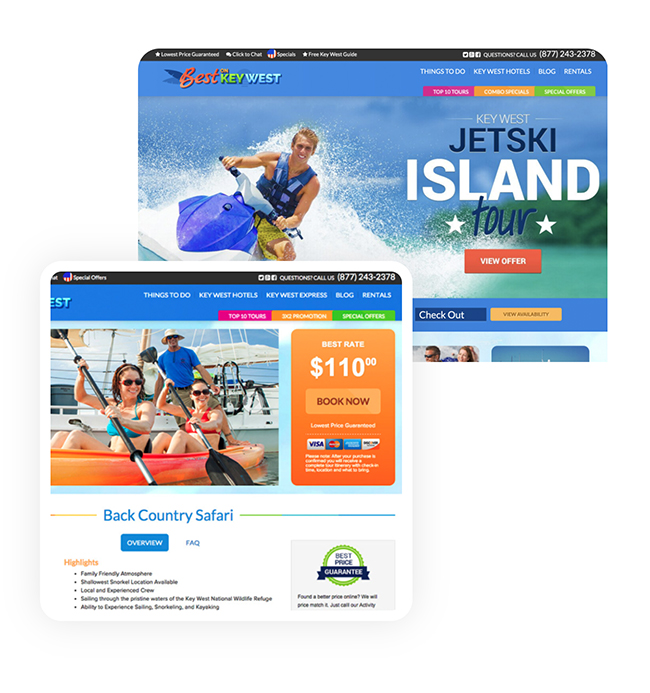 Lowest Price Guaranteed Click to Chat Specials Free Key West Guide QUESTIONS? CALL US (877) 243-2378
Best ON KEY WEST
THINGS TO DO KEY WEST HOTELS BLOG RENTALS
TOP 10 TOURS COMBO SPECIALS SPECIAL OFFERS
KEY WEST
JETSKI
ISLAND
tour
VIEW OFFER
Check Out VIEW AVAILABILITY
at Special Offers QUESTIONS? CALL US (877) 243-2378
EST
THINGS TO DO KEY WEST HOTELS KEY WEST EXPRESS BLOG RENTALS
TOP 10 TOURS 2X2 PROMOTION SPECIAL OFFERS
BEST RATE
$110.00
BOOK NOW
Lowest Price Guarenteed
VISA
Please note: After your purchase is
confirmed you will receive a
complete tour itinerary with check-in
time, location and what to bring.
Back Country Safari
OVERVIEW FAQ
Highlights
• Family Friendly Atmosphere
• Shallowest Snorkel Location Available
• Local and Experienced Crew
• Sailing through the pristine waters of the Key West National Wildlife Refuge
• Ability to Experience Sailing, Snorkeling, and Kayaking
BEST
PRICE
GUARANTEE
Found a better price online? We will
price match it. Just call our Activity